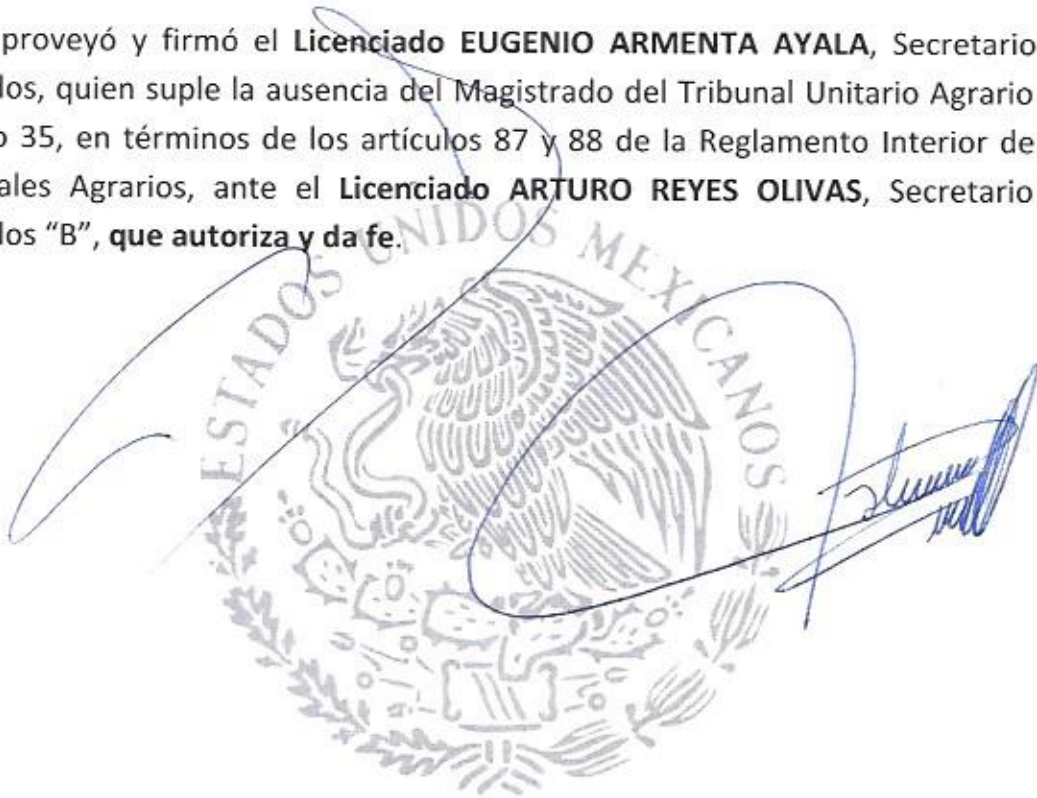 proveyó y firmó el Licenciado EUGENIO ARMENTA AYALA, Secretario
los, quien suple la ausencia del Magistrado del Tribunal Unitario Agrario
o 35, en términos de los artículos 87 y 88 de la Reglamento Interior de
ales Agrarios, ante el Licenciado ARTURO REYES OLIVAS, Secretario
los “B”, que autoriza y da fe.
ESTADOS UNIDOS MEXICANOS